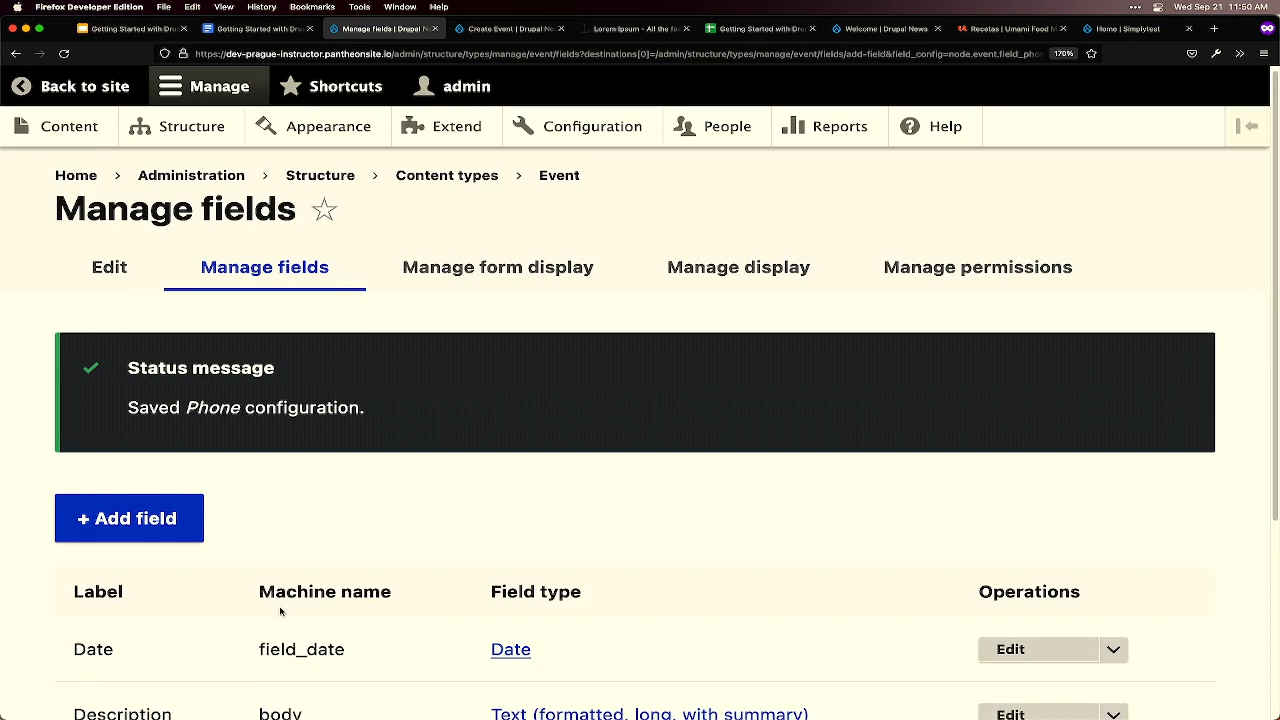 Firefox Developer Edition File Edit View History Bookmarks Tools Window Help Wed Sep 21 11:50 AM
Getting Started with Dru Getting Started with Dru Manage fields | Drupal N Create Event | Drupal Ne Lorem Ipsum - All the fac Getting Started with Dru Welcome | Drupal News Recetas | Umami Food M Home | Simplytest
https://dev-prague-instructor.pantheonsite.io/admin/structure/types/manage/event/fields?destinations[0]=/admin/structure/types/manage/event/fields/add-field&field_config=node.event.field_pho 170%
Back to site Manage Shortcuts admin
Content Structure Appearance Extend Configuration People Reports Help
Home > Administration > Structure > Content types > Event
Manage fields
Edit Manage fields Manage form display Manage display Manage permissions
Status message
Saved Phone configuration.
+ Add field
Label Machine name Field type Operations
Date field_date Date Edit
Description body Text (formatted, long, with summary) Edit